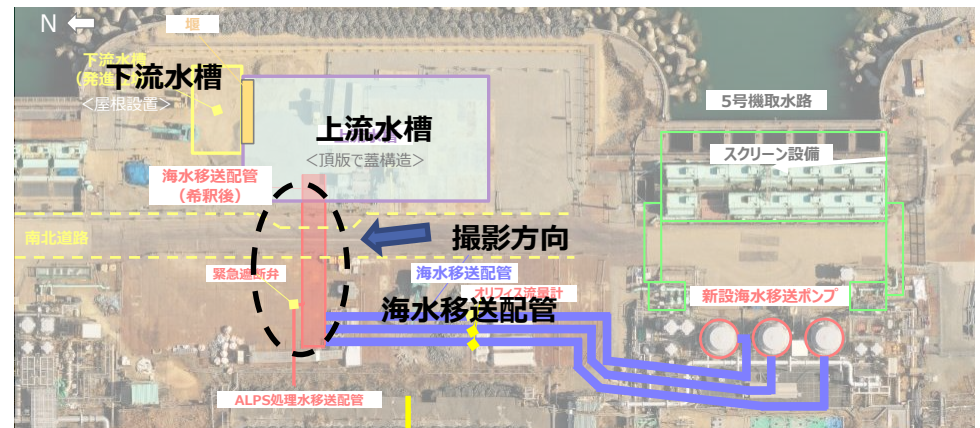 N
堰
下流水槽
(発進
下流水槽
＜屋根設置＞
上流水槽
＜頂版で蓋構造＞
5号機取水路
スクリーン設備
海水移送配管
（希釈後）
南北道路
撮影方向
緊急遮断弁
海水移送配管
オリフィス流量計
海水移送配管
新設海水移送ポンプ
ALPS処理水移送配管